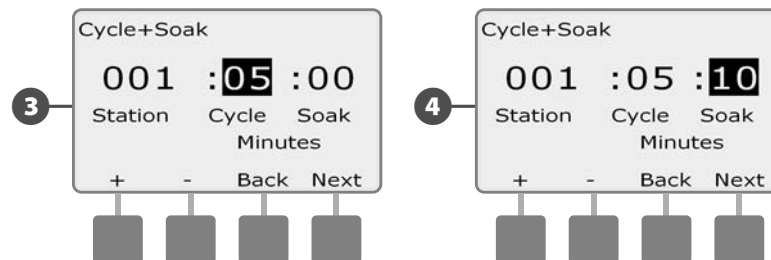 Cycle+Soak
001 :05 :00
Station Cycle Soak
Minutes
+ - Back Next
3
Cycle+Soak
001 :05 :10
Station Cycle Soak
Minutes
+ - Back Next
4